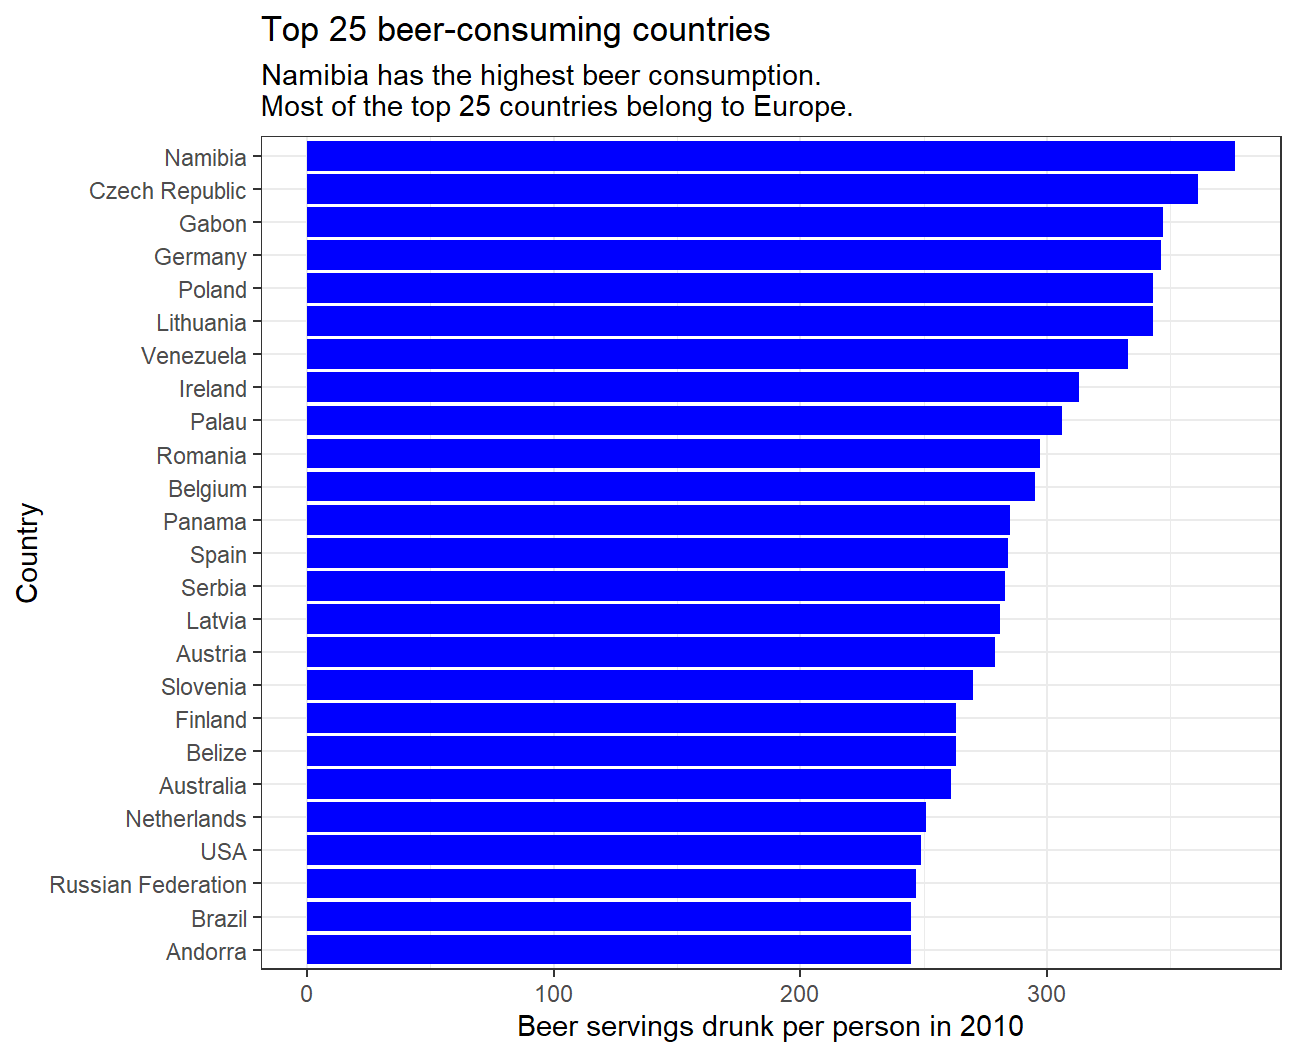 Top 25 beer-consuming countries
Namibia has the highest beer consumption.
Most of the top 25 countries belong to Europe.
Country
Namibia
Czech Republic
Gabon
Germany
Poland
Lithuania
Venezuela
Ireland
Palau
Romania
Belgium
Panama
Spain
Serbia
Latvia
Austria
Slovenia
Finland
Belize
Australia
Netherlands
USA
Russian Federation
Brazil
Andorra
0 100 200 300
Beer servings drunk per person in 2010